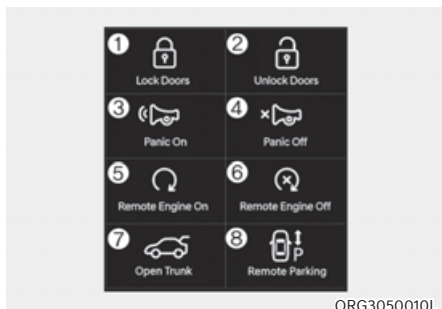 1 2
Lock Doors Unlock Doors
3 4
Panic On Panic Off
5 6
Remote Engine On Remote Engine Off
7 8
Open Trunk Remote Parking
P
ORG3050010L